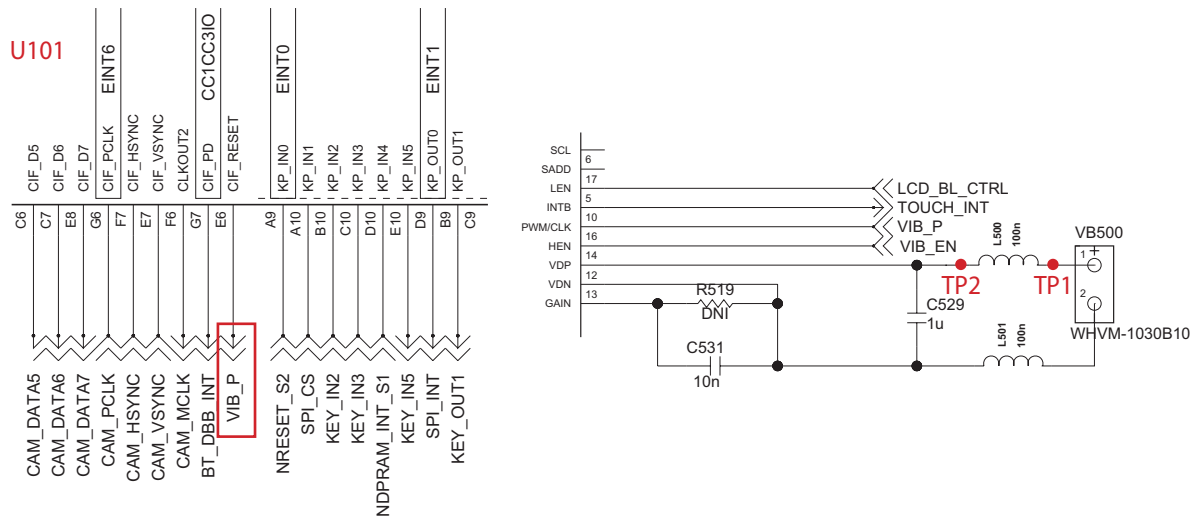 U101
EINT6
CC1CC3IO
EINT0
EINT1
CIF_D5
CIF_D6
CIF_D7
CIF_PCLK
CIF_HSYNC
CIF_VSYNC
CLKOUT2
CIF_PD
CIF_RESET
KP_IN0
KP_IN1
KP_IN2
KP_IN3
KP_IN4
KP_IN5
KP_OUT0
KP_OUT1
C6
C7
E8
G6
F7
E7
F6
G7
E6
A9
A10
B10
C10
D10
E10
D9
B9
C9
CAM_DATA5
CAM_DATA6
CAM_DATA7
CAM_PCLK
CAM_HSYNC
CAM_VSYNC
CAM_MCLK
BT_DBB_INT
VIB_P
NRESET_S2
SPI_CS
KEY_IN2
KEY_IN3
NDPRAM_INT_S1
KEY_IN5
SPI_INT
KEY_OUT1
SCL
6
SADD
17
LEN
LCD_BL_CTRL
5
INTB
TOUCH_INT
10
PWM/CLK
VIB_P
16
HEN
VIB_EN
14
VDP
12
VDN
13
GAIN
R519
DNI
C531
10n
C529
1u
TP2
L500
100n
TP1
L501
100n
VB500
1
+
2
WHVM-1030B10